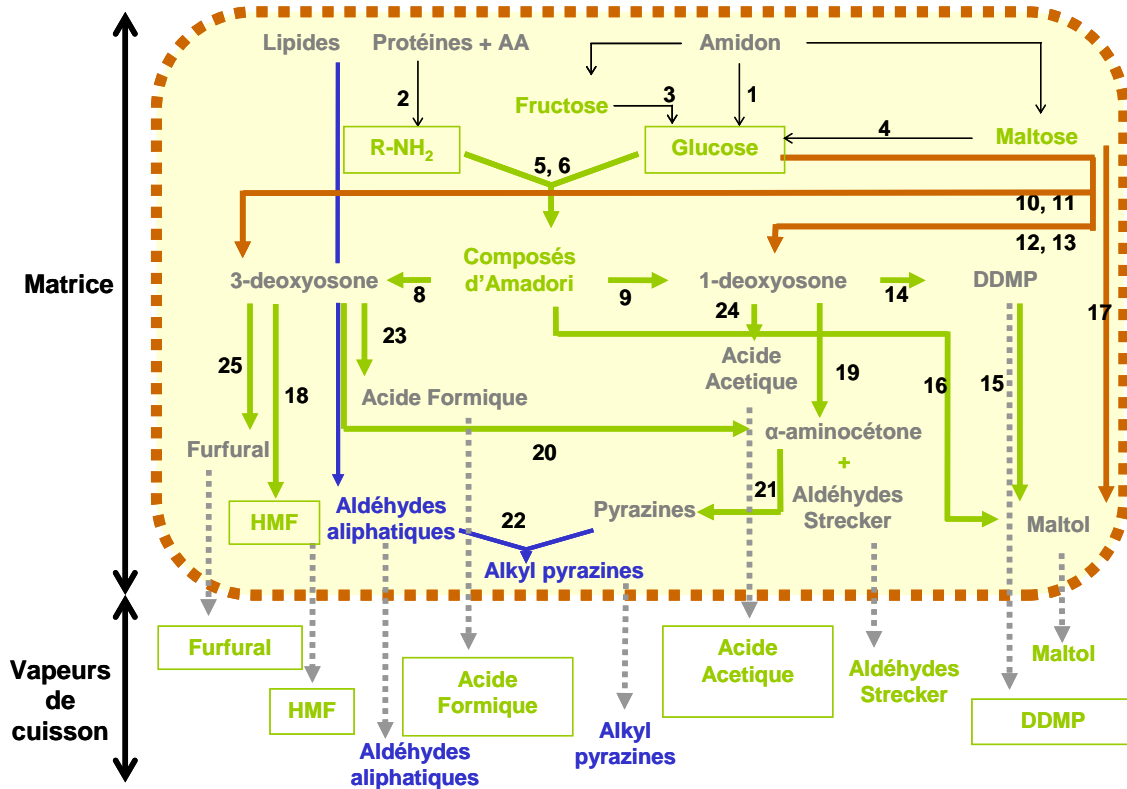 Lipides
Protéines + AA
Amidon
2
3
1
Fructose
4
R-NH2
5, 6
Glucose
Maltose
10, 11
12, 13
Matrice
3-deoxyosone
Composés
d'Amadori
1-deoxyosone
DDMP
8
9
14
17
24
23
Acide
Acetique
25
18
Acide Formique
19
16
15
Furfural
α-aminocétone
20
+
HMF
Aldéhydes
aliphatiques
22
Pyrazines
21
Aldéhydes
Strecker
Maltol
Alkyl pyrazines
Vapeurs
de
cuisson
Furfural
HMF
Aldéhydes
aliphatiques
Acide
Formique
Alkyl
pyrazines
Acide
Acetique
Aldéhydes
Strecker
Maltol
DDMP